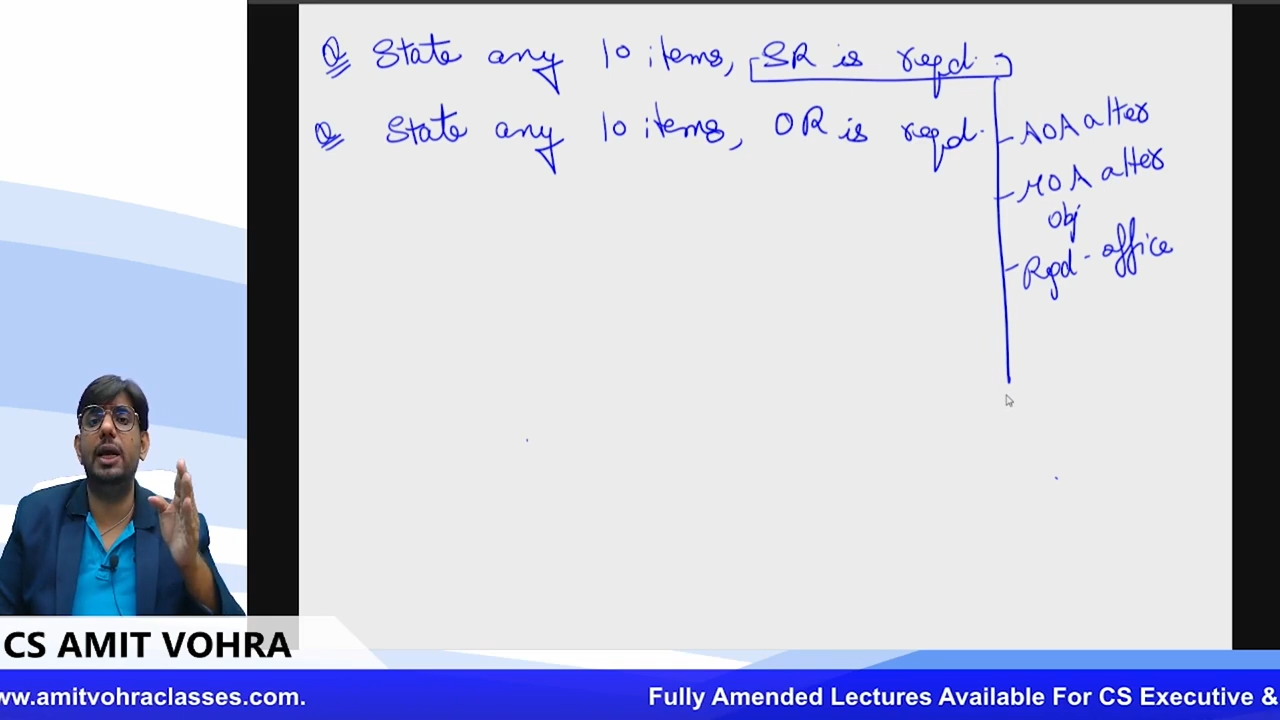 Q State any 10 items, SR is reqd.
Q State any 10 items, OR is reqd.
AOA alter
MOA alter
Obj
Regd. office
CS AMIT VOHRA
ww.amitvohraclasses.com.
Fully Amended Lectures Available For CS Executive &